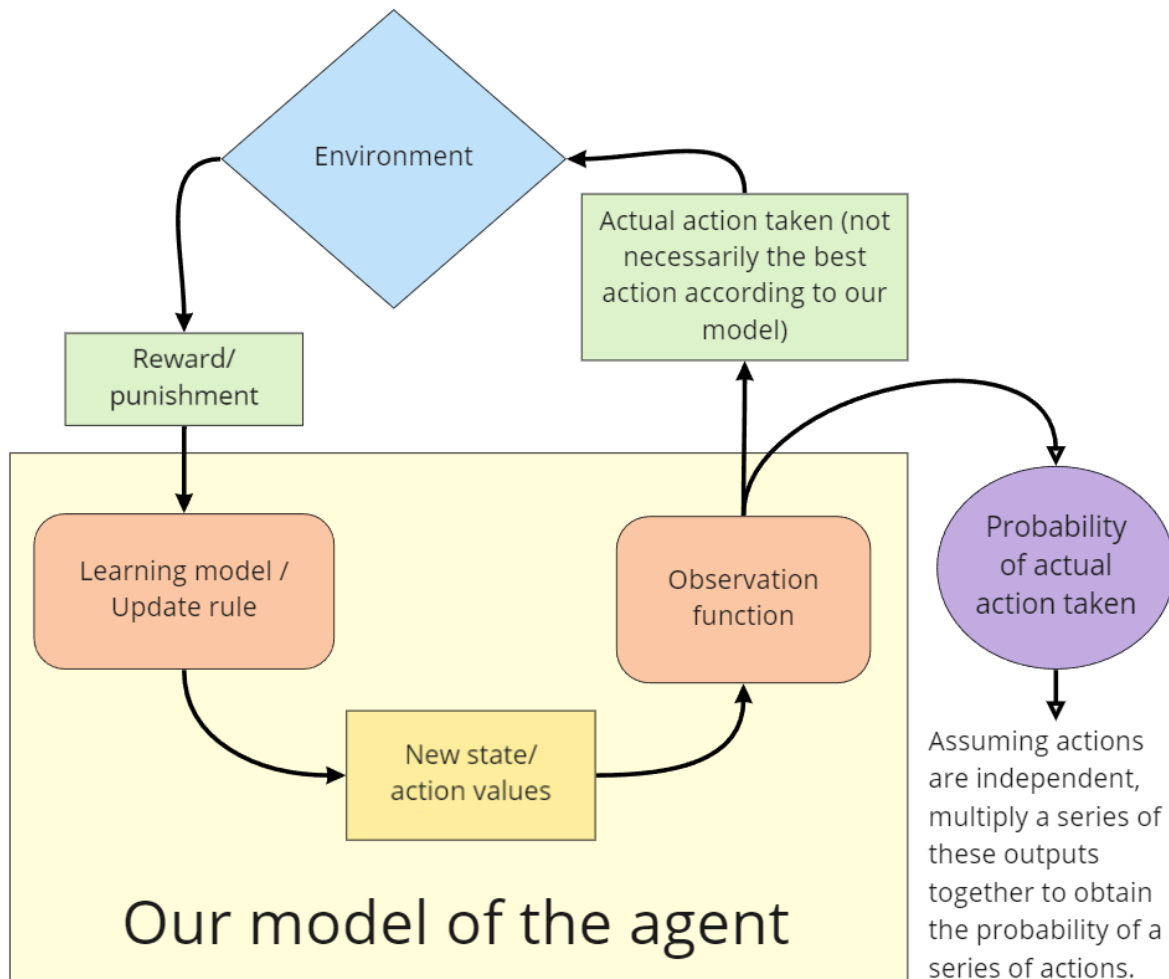 Environment
Actual action taken (not
necessarily the best
action according to our
model)
Reward/
punishment
Learning model /
Update rule
Observation
function
Probability
of actual
action taken
New state/
action values
Assuming actions
are independent,
multiply a series of
these outputs
together to obtain
the probability of a
series of actions.
Our model of the agent